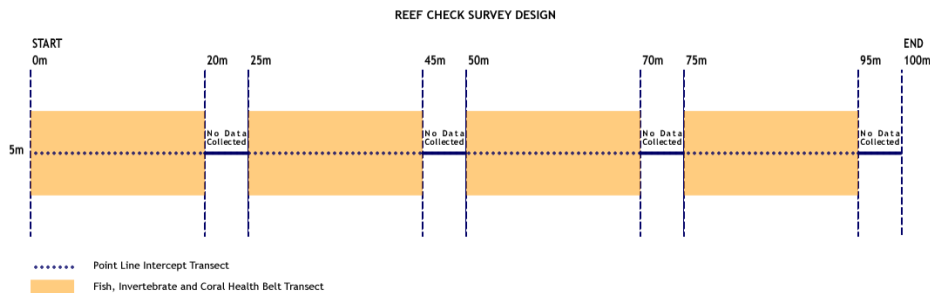 REEF CHECK SURVEY DESIGN
START
END
0m 20m 25m 45m 50m 70m 75m 95m 100m
No Data
Collected
No Data
Collected
No Data
Collected
No Data
Collected
5m
Point Line Intercept Transect
Fish, Invertebrate and Coral Health Belt Transect